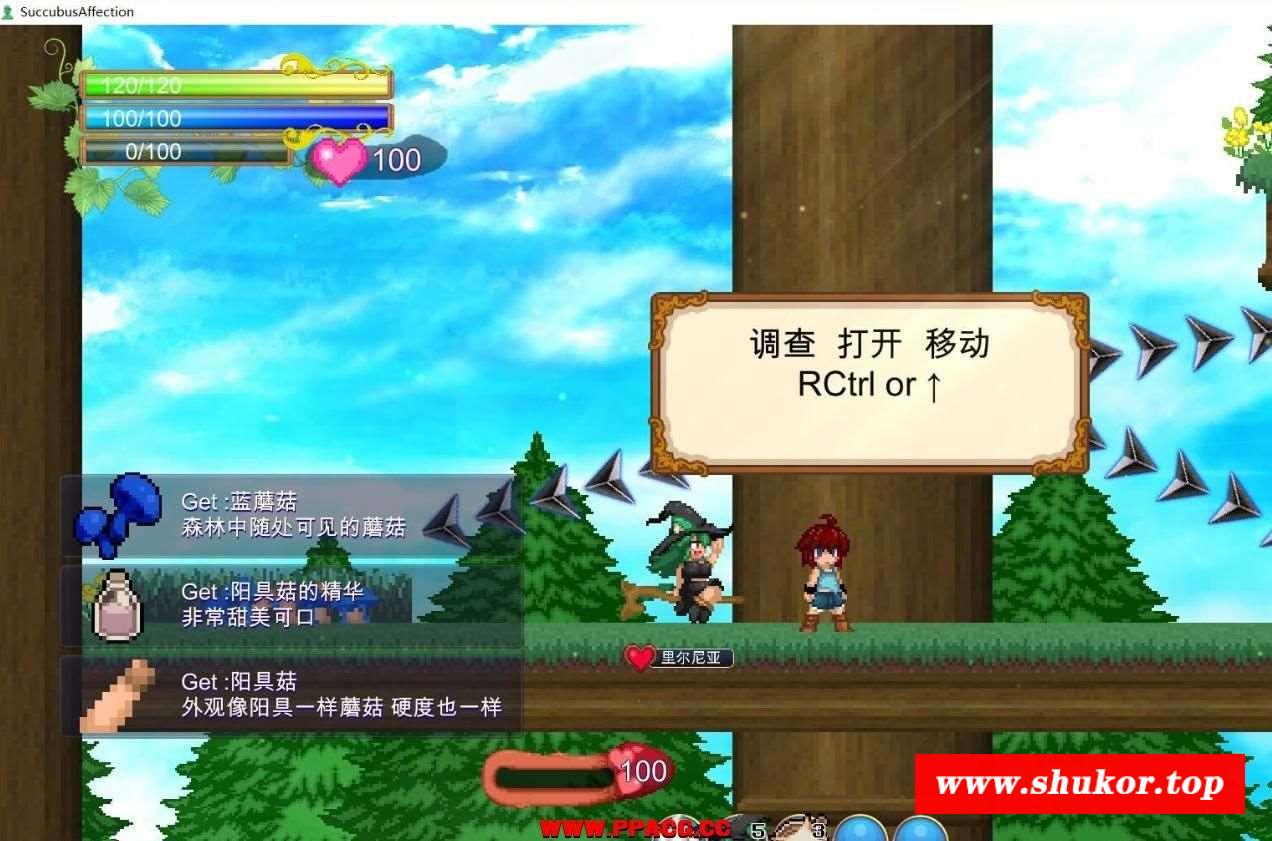 SuccubusAffection
120/120
100/100
0/100
100
调查 打开 移动
RCtrl or ↑
Get :蓝蘑菇
森林中随处可见的蘑菇
Get :阳具菇的精华
非常甜美可口
Get :阳具菇
外观像阳具一样蘑菇 硬度也一样
里尔尼亚
100
www.shukor.top
WWW.PPACG.CC
5
3